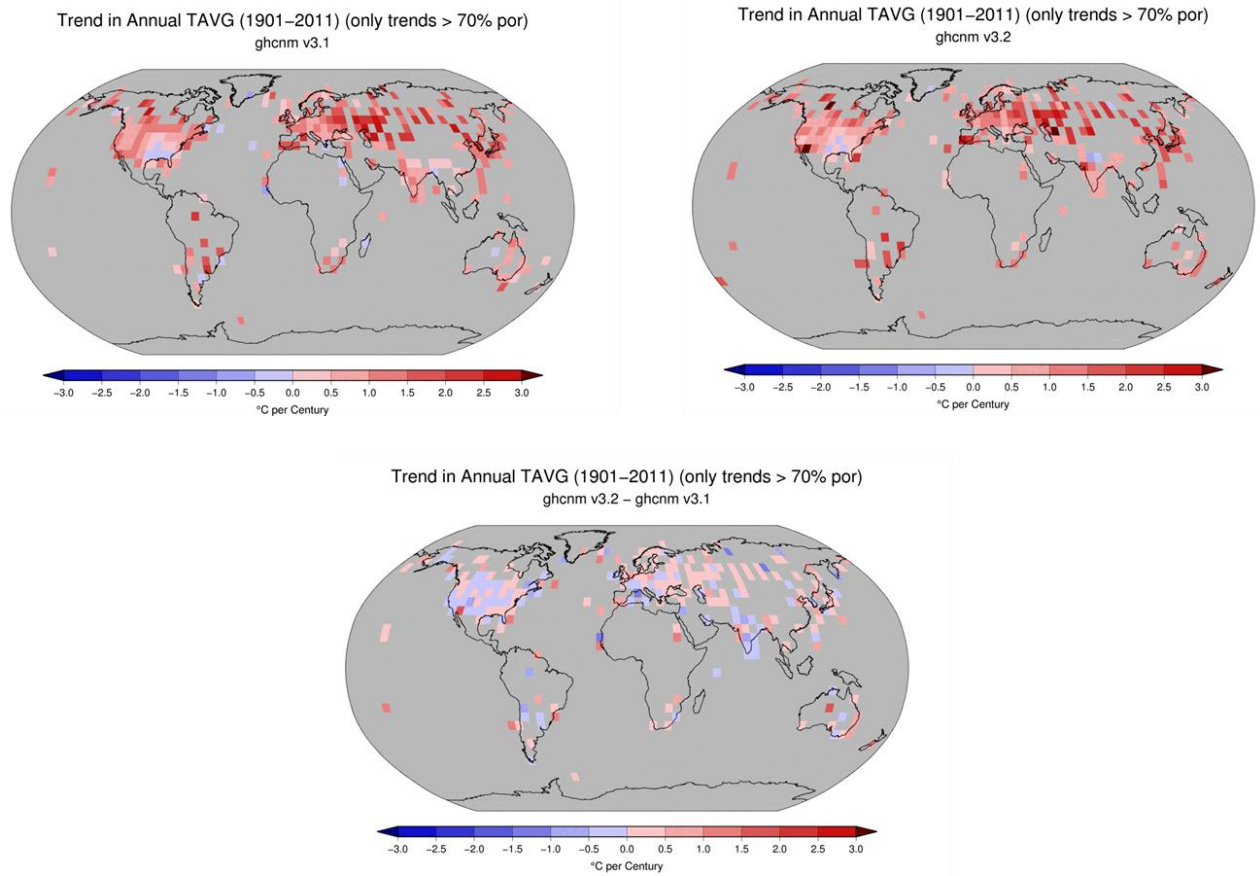 Trend in Annual TAVG (1901−2011) (only trends > 70% por)
ghcnm v3.1
−3.0 −2.5 −2.0 −1.5 −1.0 −0.5 0.0 0.5 1.0 1.5 2.0 2.5 3.0
°C per Century
Trend in Annual TAVG (1901−2011) (only trends > 70% por)
ghcnm v3.2
−3.0 −2.5 −2.0 −1.5 −1.0 −0.5 0.0 0.5 1.0 1.5 2.0 2.5 3.0
°C per Century
Trend in Annual TAVG (1901−2011) (only trends > 70% por)
ghcnm v3.2 − ghcnm v3.1
−3.0 −2.5 −2.0 −1.5 −1.0 −0.5 0.0 0.5 1.0 1.5 2.0 2.5 3.0
°C per Century